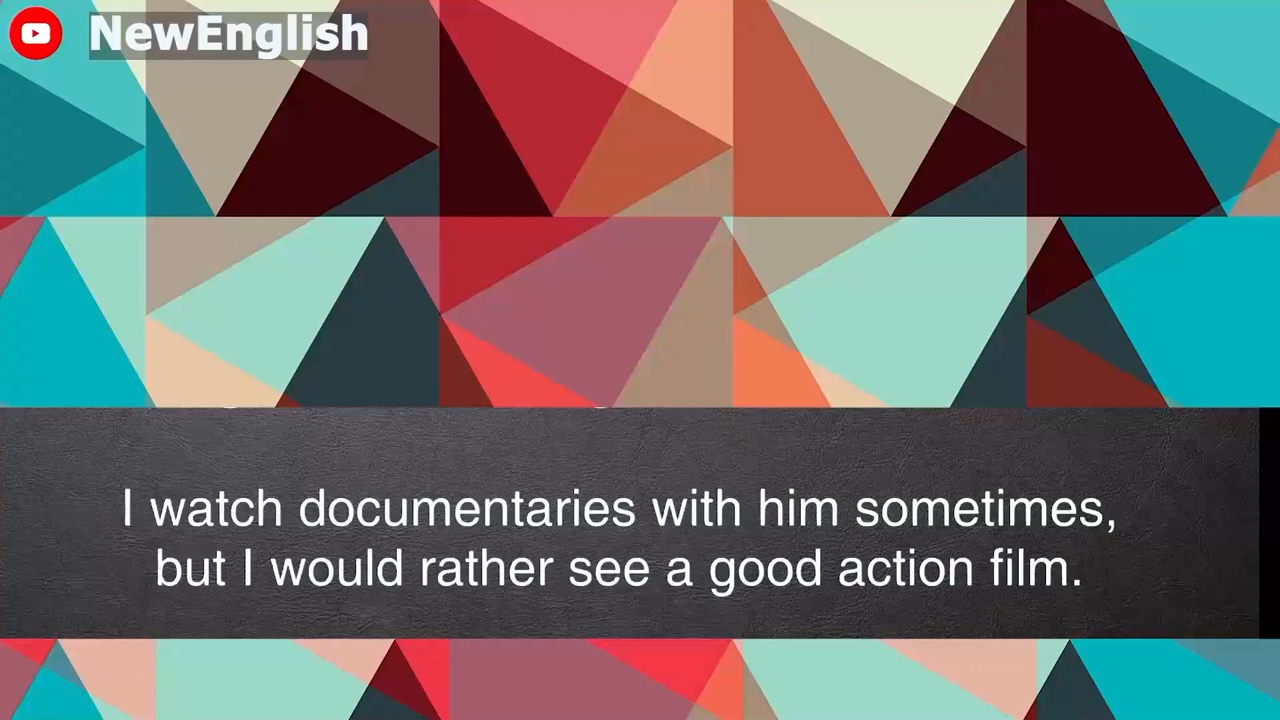 NewEnglish
I watch documentaries with him sometimes,
but I would rather see a good action film.